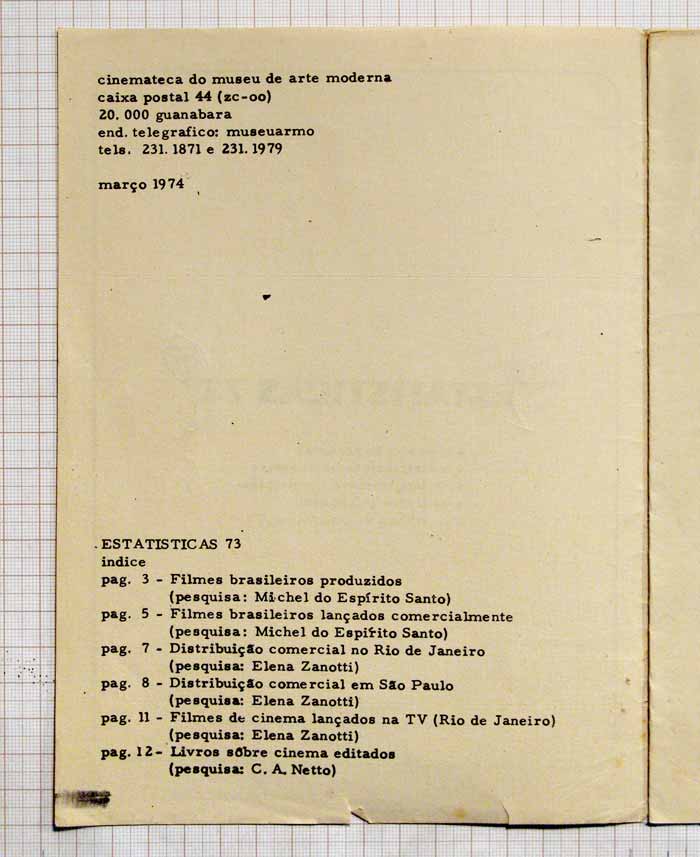 cinemateca do museu de arte moderna
caixa postal 44 (zc-oo)
20. 000 guanabara
end. telegrafico: museuarmo
tels. 231. 1871 e 231. 1979
março 1974
ESTATISTICAS 73
indice
pag. 3 - Filmes brasileiros produzidos
(pesquisa: Michel do Espírito Santo)
pag. 5 - Filmes brasileiros lançados comercialmente
(pesquisa: Michel do Espírito Santo)
pag. 7 - Distribuição comercial no Rio de Janeiro
(pesquisa: Elena Zanotti)
pag. 8 - Distribuição comercial em São Paulo
(pesquisa: Elena Zanotti)
pag. 11 - Filmes de cinema lançados na TV (Rio de Janeiro)
(pesquisa: Elena Zanotti)
pag. 12- Livros sôbre cinema editados
(pesquisa: C. A. Netto)